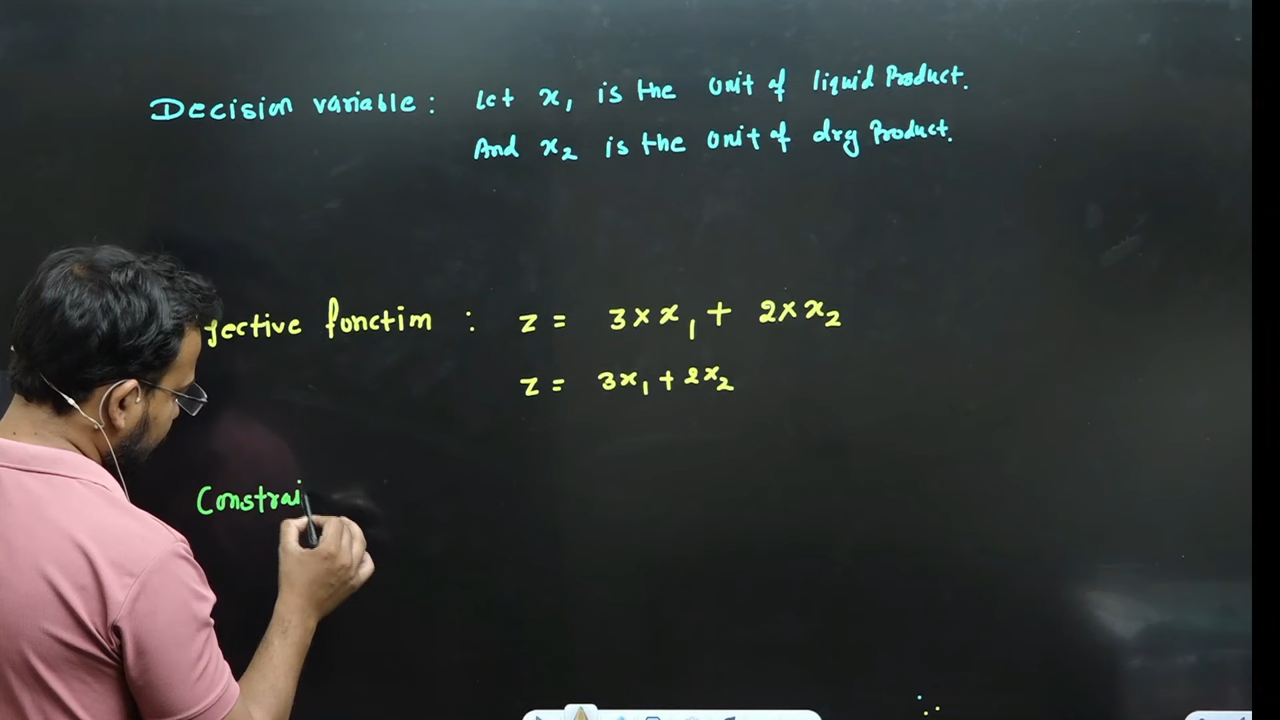 Decision variable : Let x₁ is the unit of liquid Product.
And x₂ is the unit of dry Product.
jective function : z = 3 × x₁ + 2 × x₂
z = 3x₁ + 2x₂
Constrai